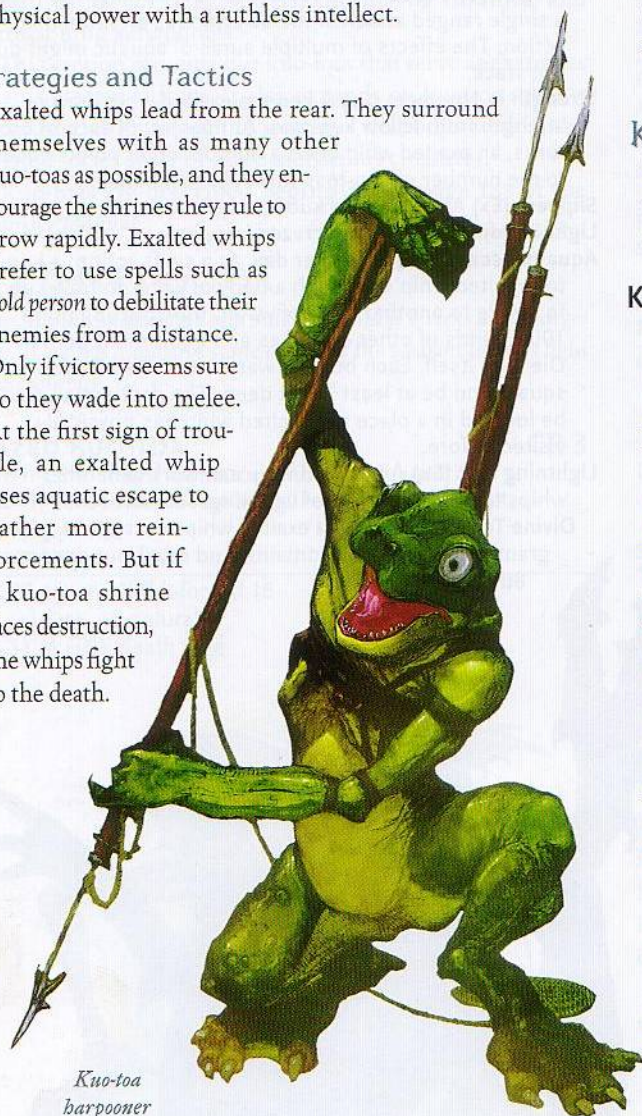 hysical power with a ruthless intellect.
rategies and Tactics
xalted whips lead from the rear. They surround
hemselves with as many other
uo-toas as possible, and they en-
ourage the shrines they rule to
row rapidly. Exalted whips
refer to use spells such as
old person to debilitate their
nemies from a distance.
Only if victory seems sure
o they wade into melee.
t the first sign of trou-
le, an exalted whip
ses aquatic escape to
ather more rein-
orcements. But if
kuo-toa shrine
aces destruction,
he whips fight
o the death.
K
K
Kuo-toa
harpooner